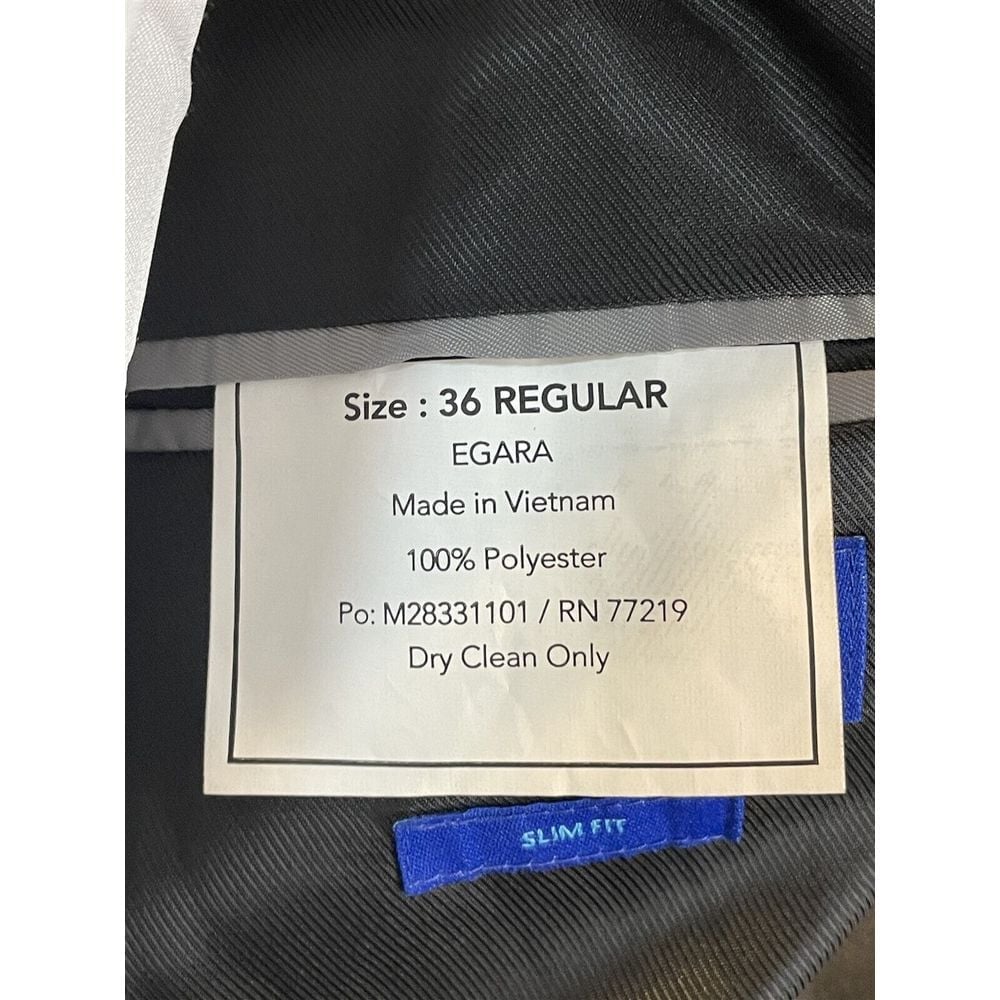 Size : 36 REGULAR
EGARA
Made in Vietnam
100% Polyester
Po: M28331101 / RN 77219
Dry Clean Only
SLIM FIT